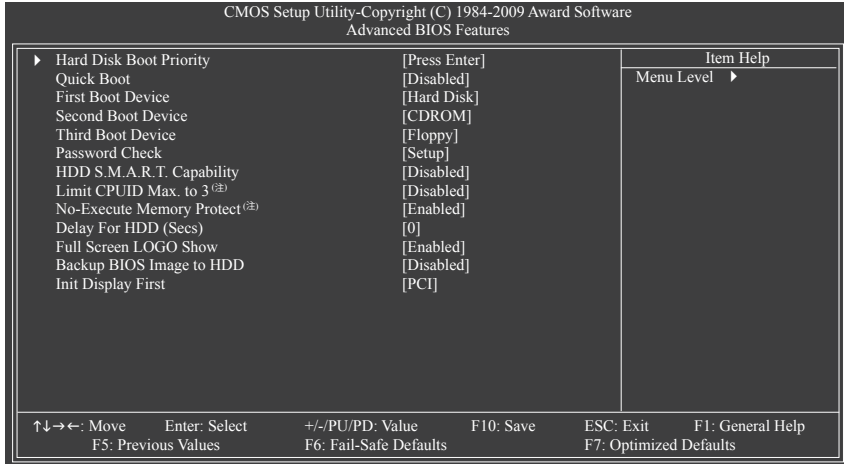 CMOS Setup Utility-Copyright (C) 1984-2009 Award Software
Advanced BIOS Features
▶ Hard Disk Boot Priority [Press Enter]
Quick Boot [Disabled]
First Boot Device [Hard Disk]
Second Boot Device [CDROM]
Third Boot Device [Floppy]
Password Check [Setup]
HDD S.M.A.R.T. Capability [Disabled]
Limit CPUID Max. to 3 (注) [Disabled]
No-Execute Memory Protect (注) [Enabled]
Delay For HDD (Secs) [0]
Full Screen LOGO Show [Enabled]
Backup BIOS Image to HDD [Disabled]
Init Display First [PCI]
Item Help
Menu Level ▶
↑↓→←: Move Enter: Select +/-/PU/PD: Value F10: Save ESC: Exit F1: General Help
F5: Previous Values F6: Fail-Safe Defaults F7: Optimized Defaults